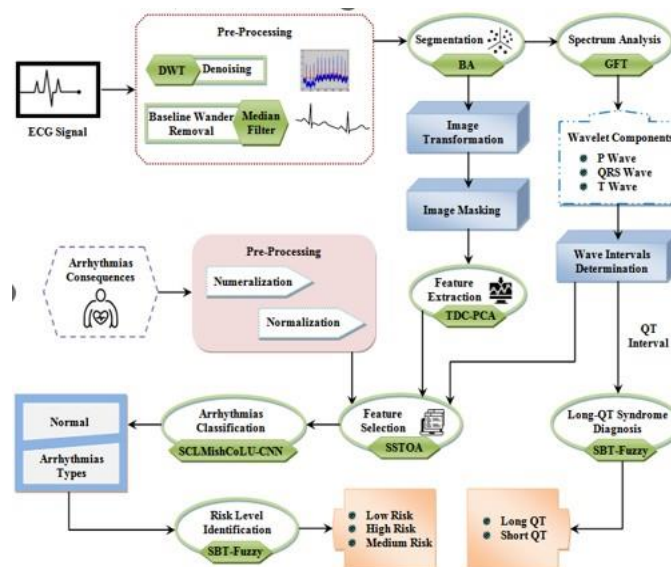 Pre-Processing
DWT
Denoising
Baseline Wander
Removal
Median
Filter
ECG Signal
Segmentation
BA
Spectrum Analysis
GFT
Image
Transformation
Wavelet Components
P Wave
QRS Wave
T Wave
Image Masking
Arrhythmias
Consequences
Pre-Processing
Numeralization
Normalization
Feature
Extraction
TDC-PCA
Wave Intervals
Determination
QT
Interval
Normal
Arrhythmias
Types
Arrhythmias
Classification
SCLMishCoLU-CNN
Feature
Selection
SSTOA
Long-QT Syndrome
Diagnosis
SBT-Fuzzy
Risk Level
Identification
SBT-Fuzzy
Low Risk
High Risk
Medium Risk
Long QT
Short QT